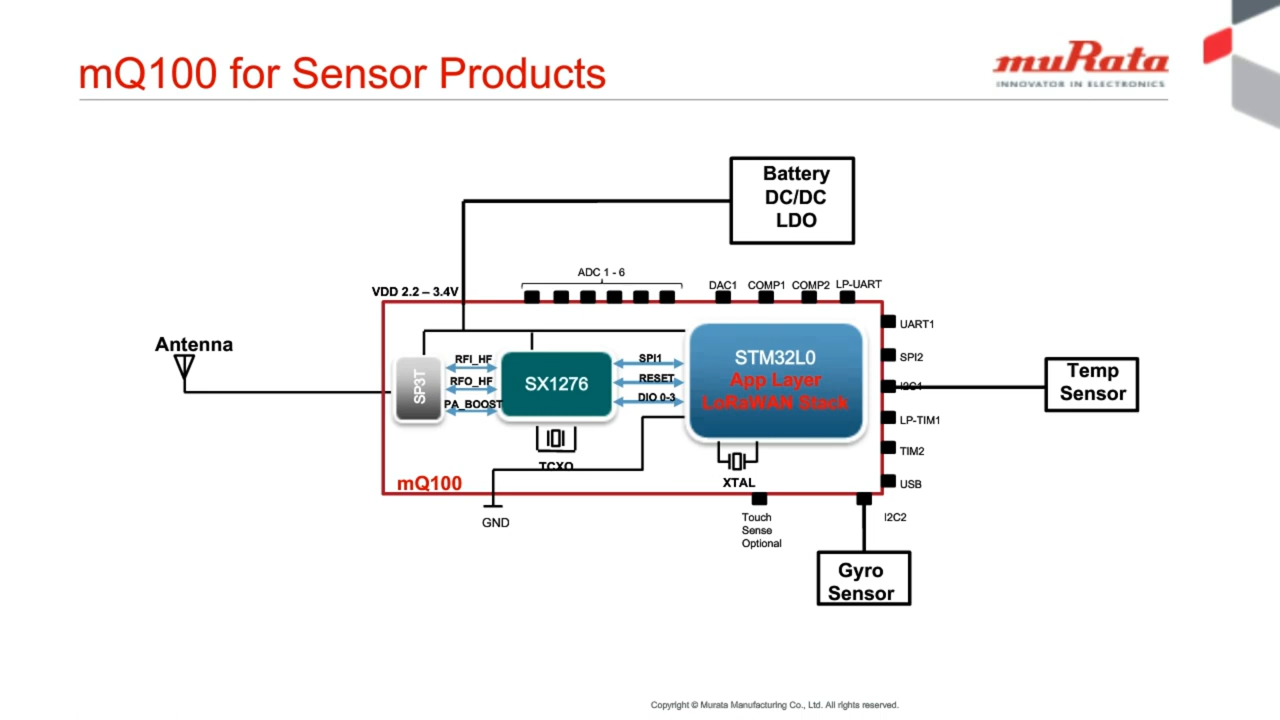 mQ100 for Sensor Products
muRata
INNOVATOR IN ELECTRONICS
Battery
DC/DC
LDO
ADC 1 - 6
VDD 2.2 – 3.4V
DAC1
COMP1
COMP2
LP-UART
UART1
Antenna
SPI2
RFI_HF
SPI1
STM32L0
SP3T
RFO_HF
SX1276
RESET
App Layer
I2C1
Temp
Sensor
PA_BOOST
DIO 0-3
LoRaWAN Stack
LP-TIM1
TIM2
TCXO
mQ100
XTAL
USB
GND
Touch
Sense
Optional
I2C2
Gyro
Sensor
Copyright © Murata Manufacturing Co., Ltd. All rights reserved.